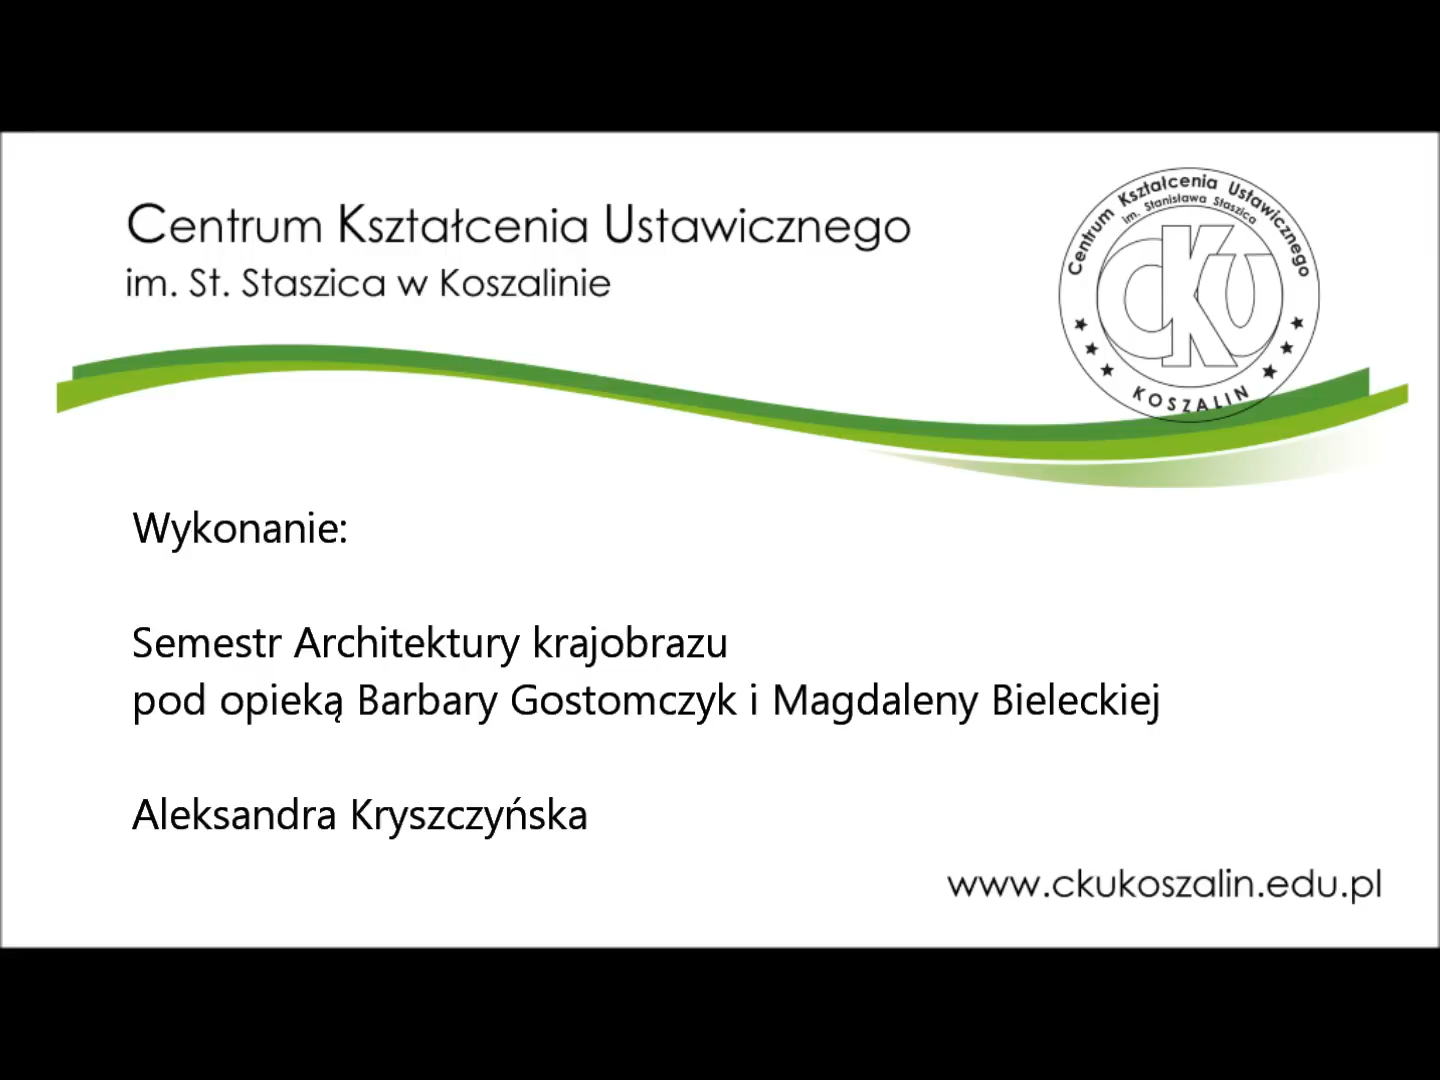 Centrum Kształcenia Ustawicznego
im. St. Staszica w Koszalinie
Centrum Kształcenia Ustawicznego
im. Stanisława Staszica
CKU
KOSZALIN
Wykonanie:
Semestr Architektury krajobrazu
pod opieką Barbary Gostomczyk i Magdaleny Bieleckiej
Aleksandra Kryszczyńska
www.ckukoszalin.edu.pl